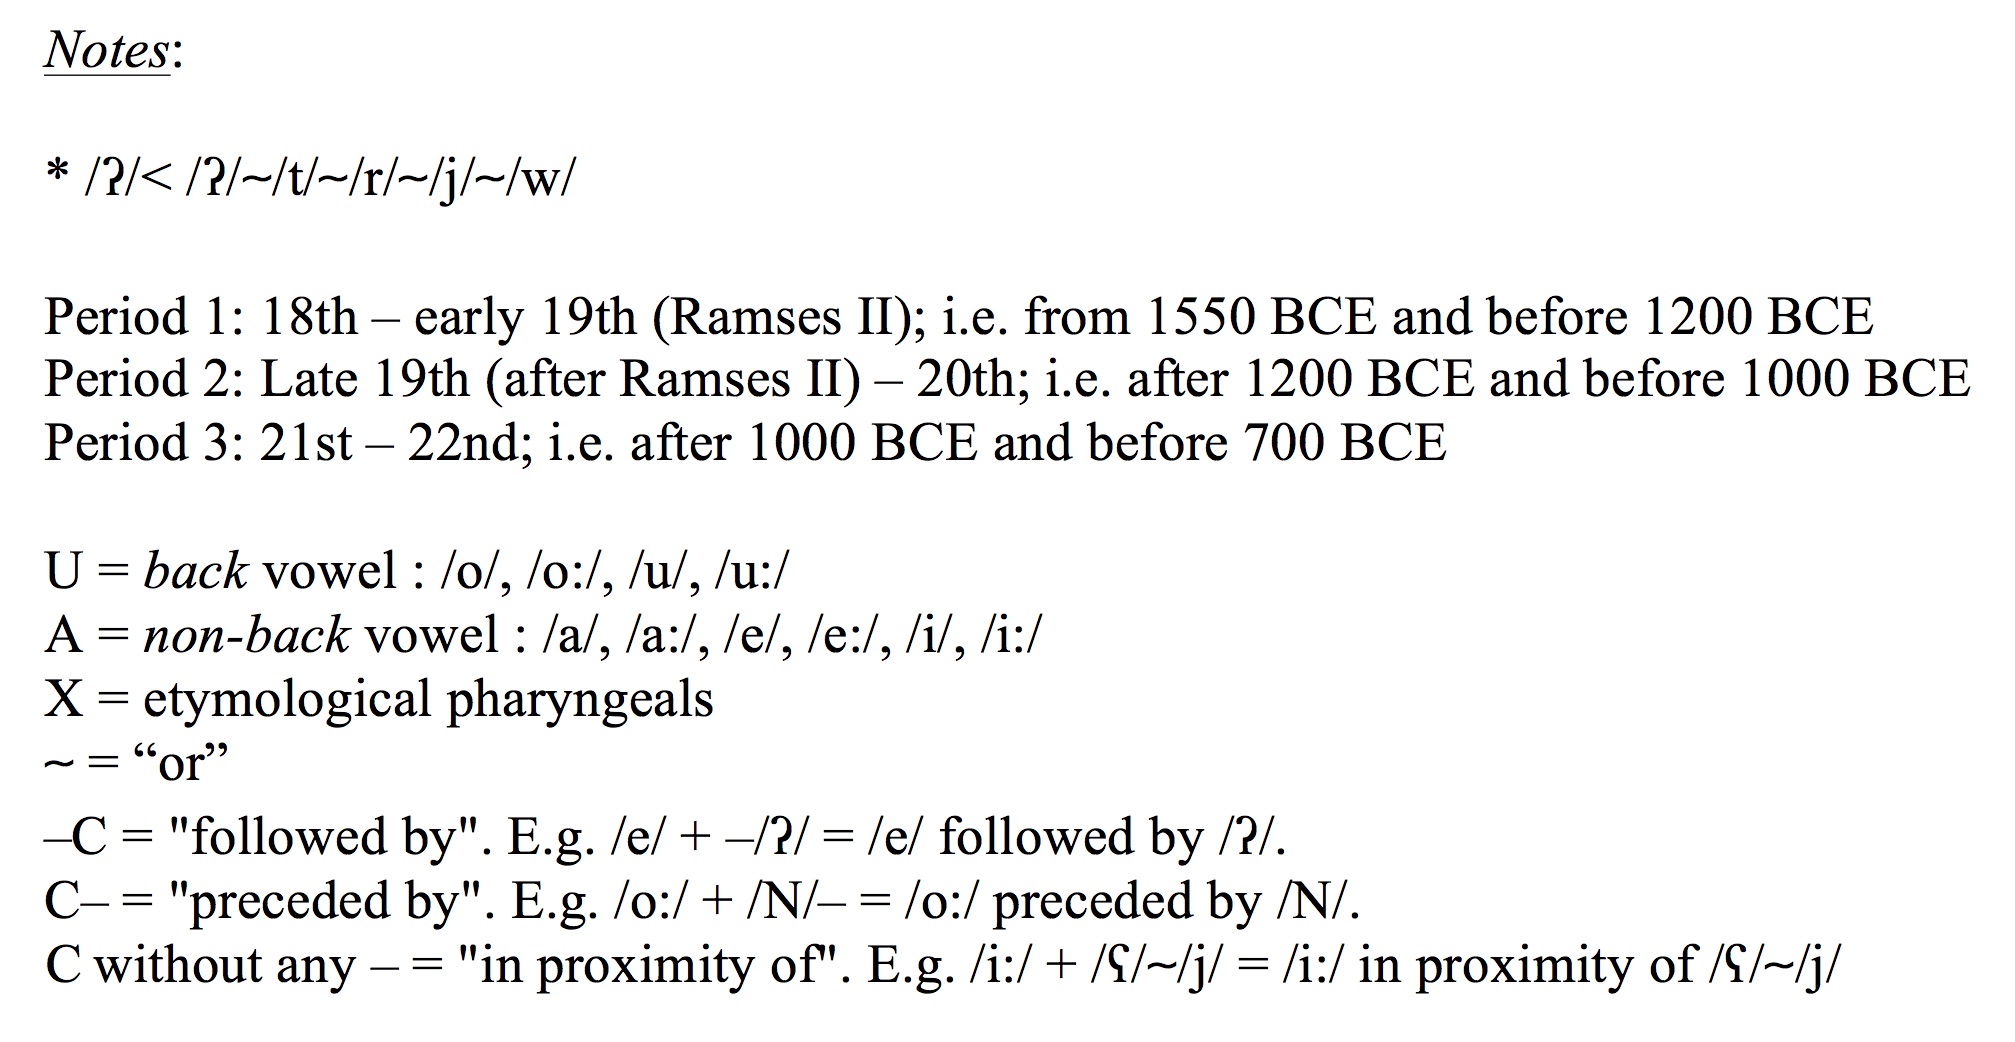 Notes:
* /ʔ/< /ʔ/~/t/~/r/~/j/~/w/
Period 1: 18th – early 19th (Ramses II); i.e. from 1550 BCE and before 1200 BCE
Period 2: Late 19th (after Ramses II) – 20th; i.e. after 1200 BCE and before 1000 BCE
Period 3: 21st – 22nd; i.e. after 1000 BCE and before 700 BCE
U = back vowel : /o/, /o:/, /u/, /u:/
A = non-back vowel : /a/, /a:/, /e/, /e:/, /i/, /i:/
X = etymological pharyngeals
~ = “or”
–C = "followed by". E.g. /e/ + –/ʔ/ = /e/ followed by /ʔ/.
C– = "preceded by". E.g. /o:/ + /N/– = /o:/ preceded by /N/.
C without any – = "in proximity of". E.g. /i:/ + /ʕ/~/j/ = /i:/ in proximity of /ʕ/~/j/